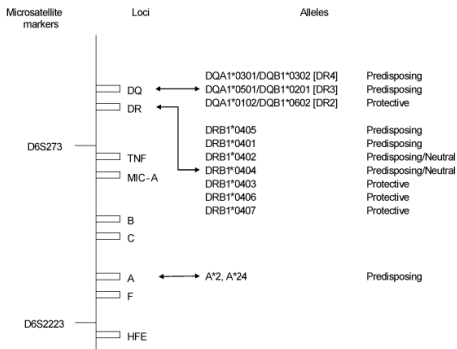 Microsatellite markers Loci Alleles
DQ DQA1*0301/DQB1*0302 [DR4] Predisposing
DQA1*0501/DQB1*0201 [DR3] Predisposing
DR DQA1*0102/DQB1*0602 [DR2] Protective
DRB1*0405 Predisposing
D6S273 DRB1*0401 Predisposing
TNF DRB1*0402 Predisposing/Neutral
DRB1*0404 Predisposing/Neutral
MIC-A DRB1*0403 Protective
DRB1*0406 Protective
DRB1*0407 Protective
B
C
A A*2, A*24 Predisposing
F
D6S2223
HFE